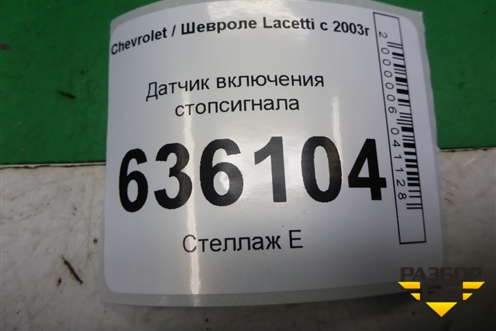 Chevrolet / Шевроле Lacetti с 2003г
Датчик включения
стопсигнала
636104
Стеллаж Е
2000006041128
РАЗБОР